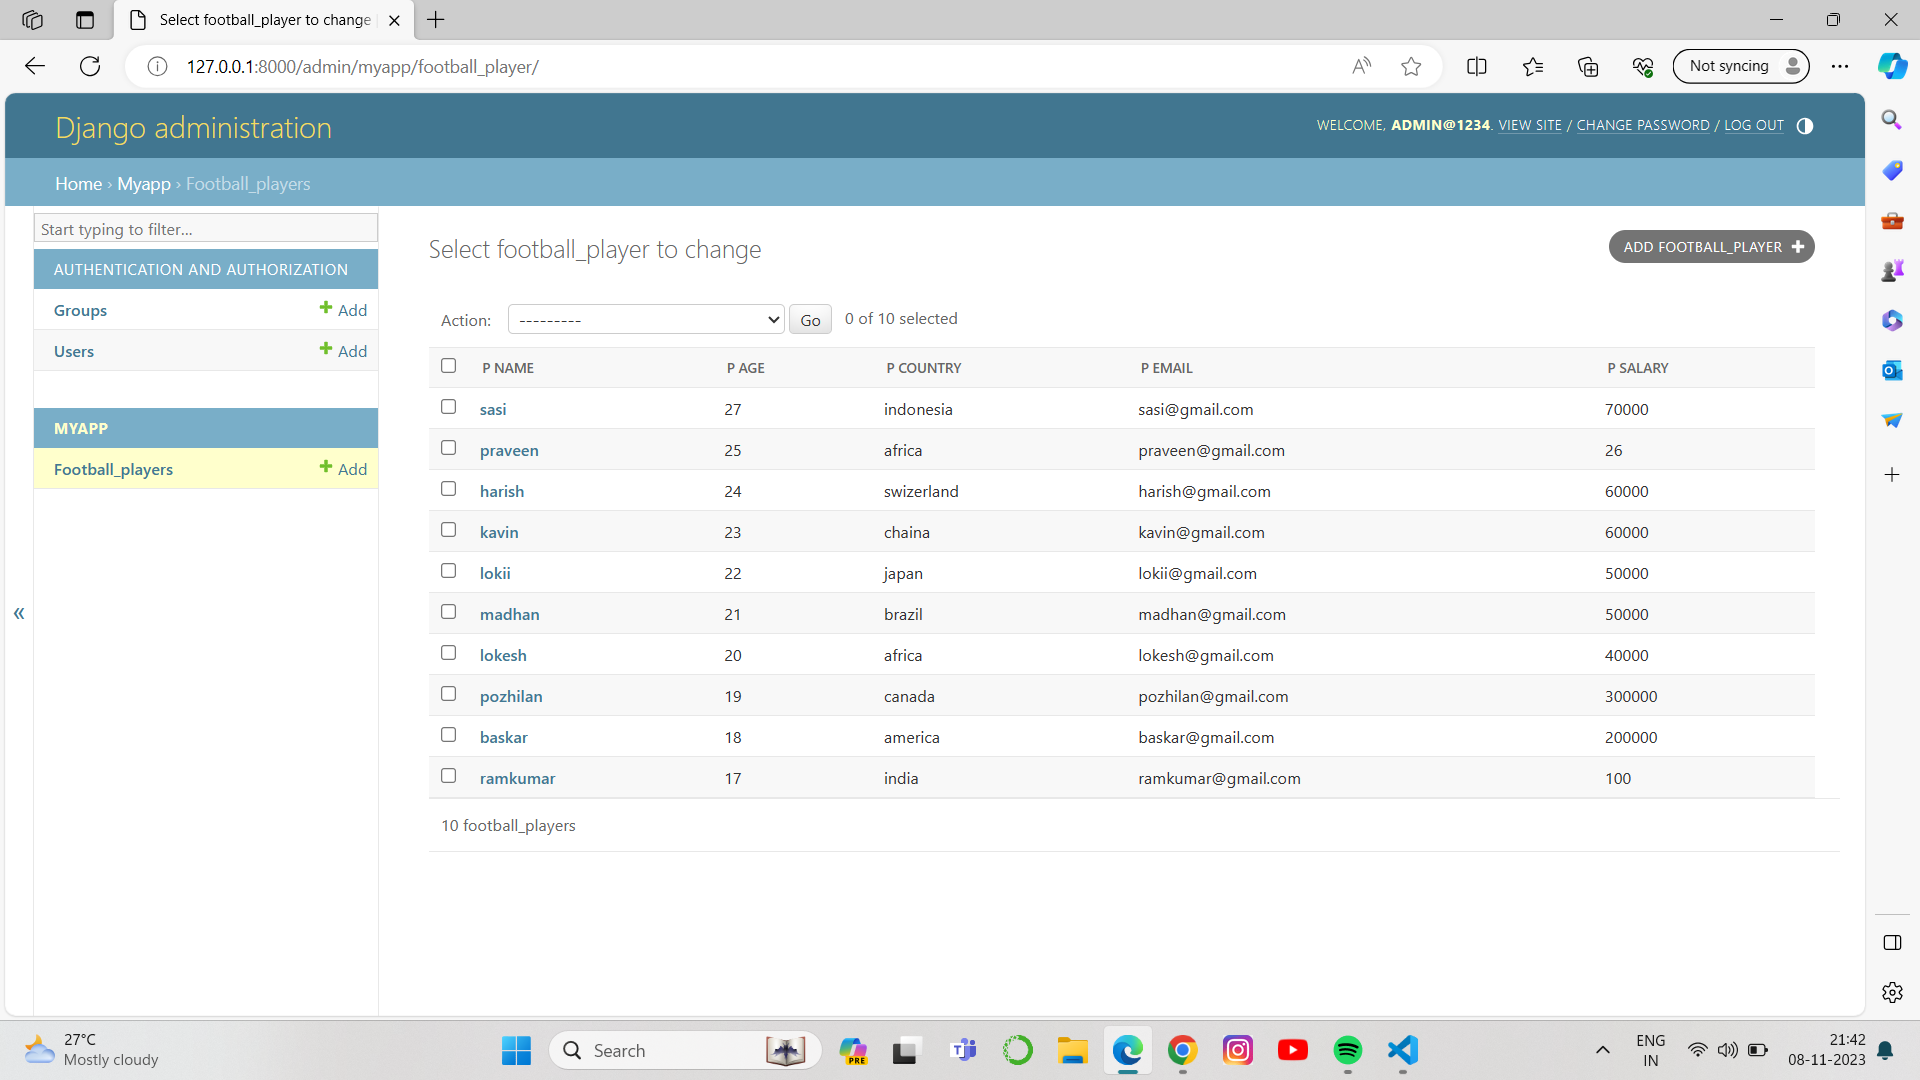 Select football_player to change
127.0.0.1:8000/admin/myapp/football_player/
Not syncing
Django administration
WELCOME, ADMIN@1234. VIEW SITE / CHANGE PASSWORD / LOG OUT
Home › Myapp › Football_players
Start typing to filter...
AUTHENTICATION AND AUTHORIZATION
Groups Add
Users Add
MYAPP
Football_players Add
Select football_player to change
ADD FOOTBALL_PLAYER
Action: --------- Go 0 of 10 selected
P NAME P AGE P COUNTRY P EMAIL P SALARY
sasi 27 indonesia sasi@gmail.com 70000
praveen 25 africa praveen@gmail.com 26
harish 24 swizerland harish@gmail.com 60000
kavin 23 chaina kavin@gmail.com 60000
lokii 22 japan lokii@gmail.com 50000
madhan 21 brazil madhan@gmail.com 50000
lokesh 20 africa lokesh@gmail.com 40000
pozhilan 19 canada pozhilan@gmail.com 300000
baskar 18 america baskar@gmail.com 200000
ramkumar 17 india ramkumar@gmail.com 100
10 football_players
27°C
Mostly cloudy
Search
PRE
ENG
IN
21:42
08-11-2023